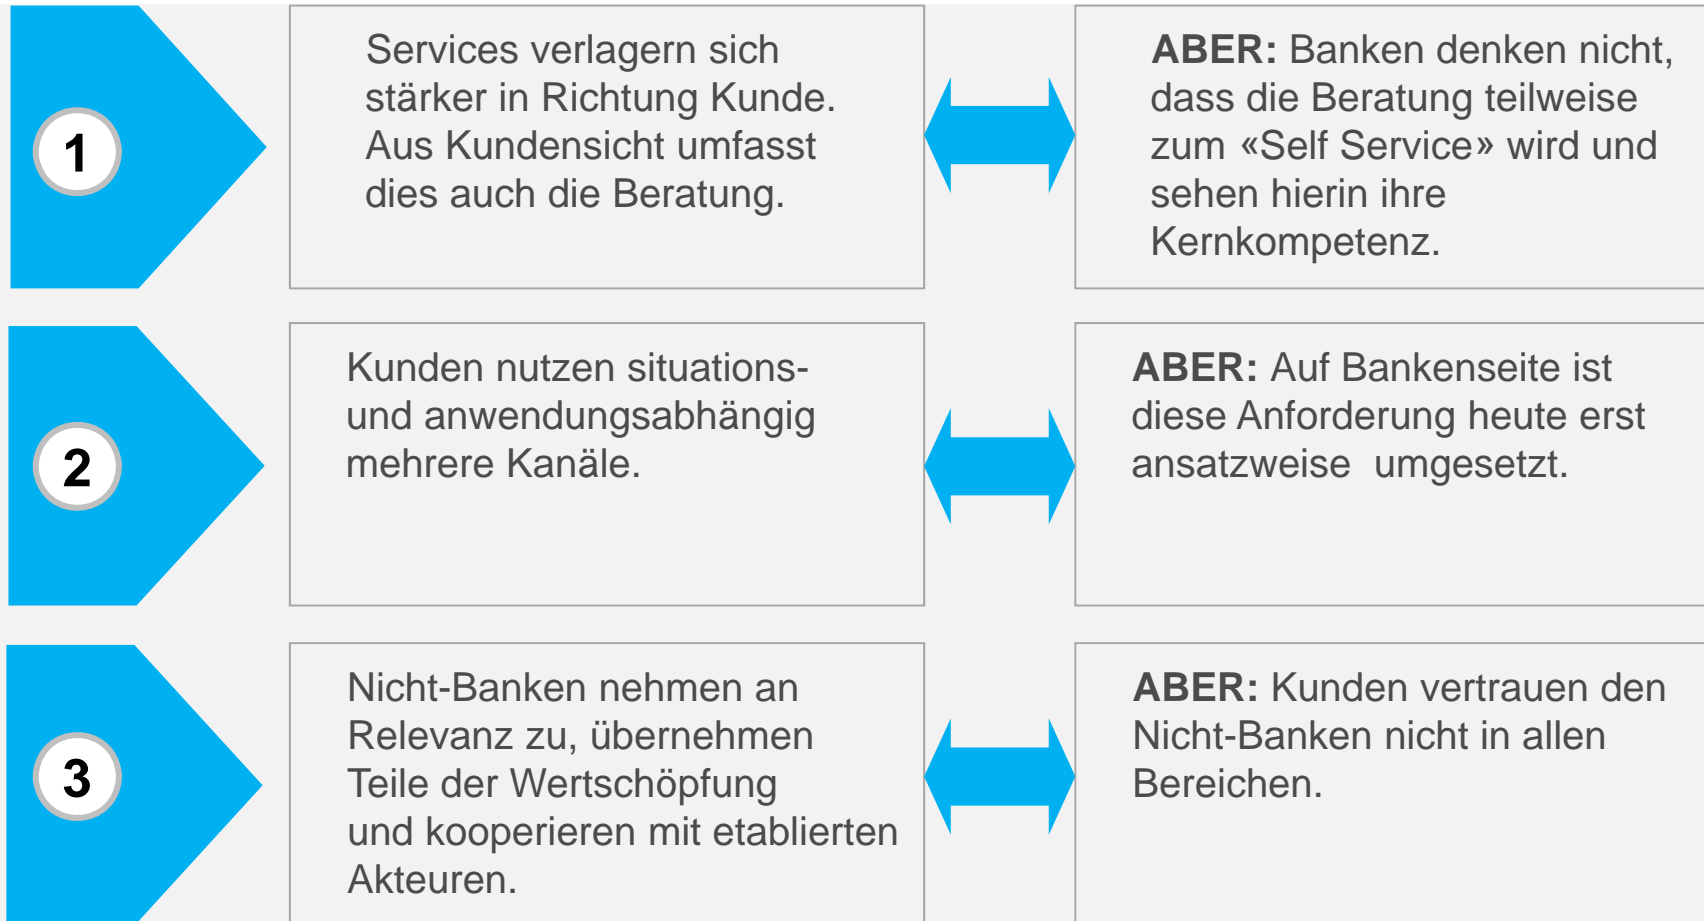 1
Services verlagern sich
stärker in Richtung Kunde.
Aus Kundensicht umfasst
dies auch die Beratung.
ABER: Banken denken nicht,
dass die Beratung teilweise
zum «Self Service» wird und
sehen hierin ihre
Kernkompetenz.
2
Kunden nutzen situations-
und anwendungsabhängig
mehrere Kanäle.
ABER: Auf Bankenseite ist
diese Anforderung heute erst
ansatzweise  umgesetzt.
3
Nicht-Banken nehmen an
Relevanz zu, übernehmen
Teile der Wertschöpfung
und kooperieren mit etablierten
Akteuren.
ABER: Kunden vertrauen den
Nicht-Banken nicht in allen
Bereichen.